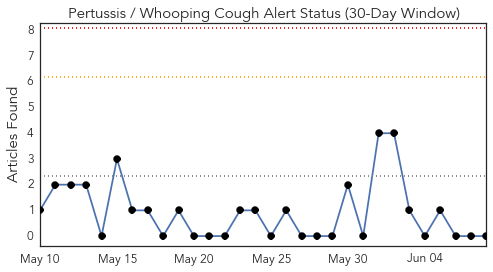 Pertussis / Whooping Cough Alert Status (30-Day Window)
Articles Found
8
7
6
5
4
3
2
1
0
May 10
May 15
May 20
May 25
May 30
Jun 04